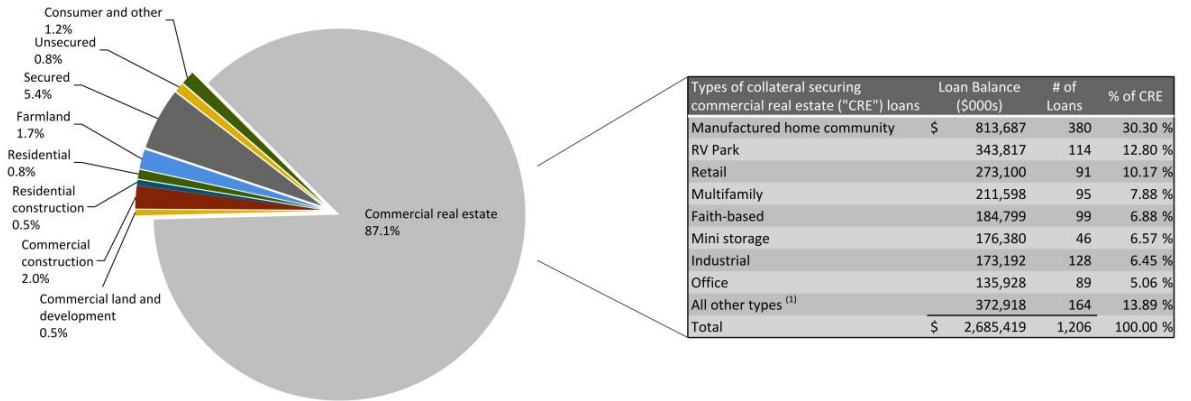 Consumer and other
1.2%
Unsecured
0.8%
Secured
5.4%
Farmland
1.7%
Residential
0.8%
Residential
construction
0.5%
Commercial
construction
2.0%
Commercial land and
development
0.5%
Commercial real estate
87.1%
Types of collateral securing
commercial real estate ("CRE") loans
Loan Balance
($000s)
# of
Loans
% of CRE
Manufactured home community $ 813,687 380 30.30 %
RV Park 343,817 114 12.80 %
Retail 273,100 91 10.17 %
Multifamily 211,598 95 7.88 %
Faith-based 184,799 99 6.88 %
Mini storage 176,380 46 6.57 %
Industrial 173,192 128 6.45 %
Office 135,928 89 5.06 %
All other types (1) 372,918 164 13.89 %
Total $ 2,685,419 1,206 100.00 %